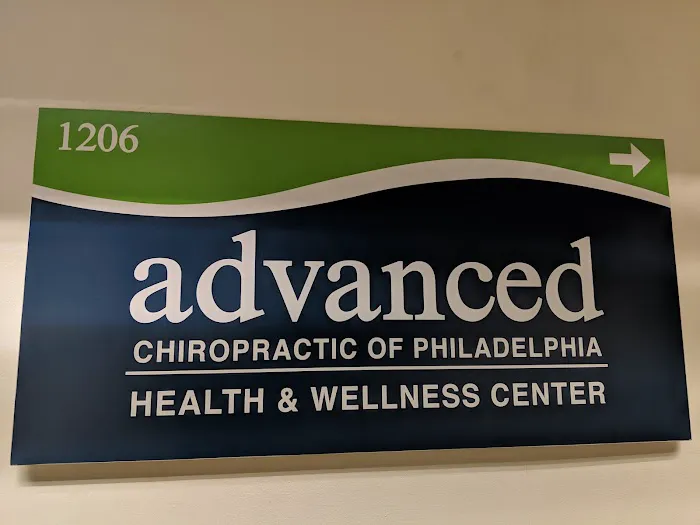 1206
advanced
CHIROPRACTIC OF PHILADELPHIA
HEALTH & WELLNESS CENTER